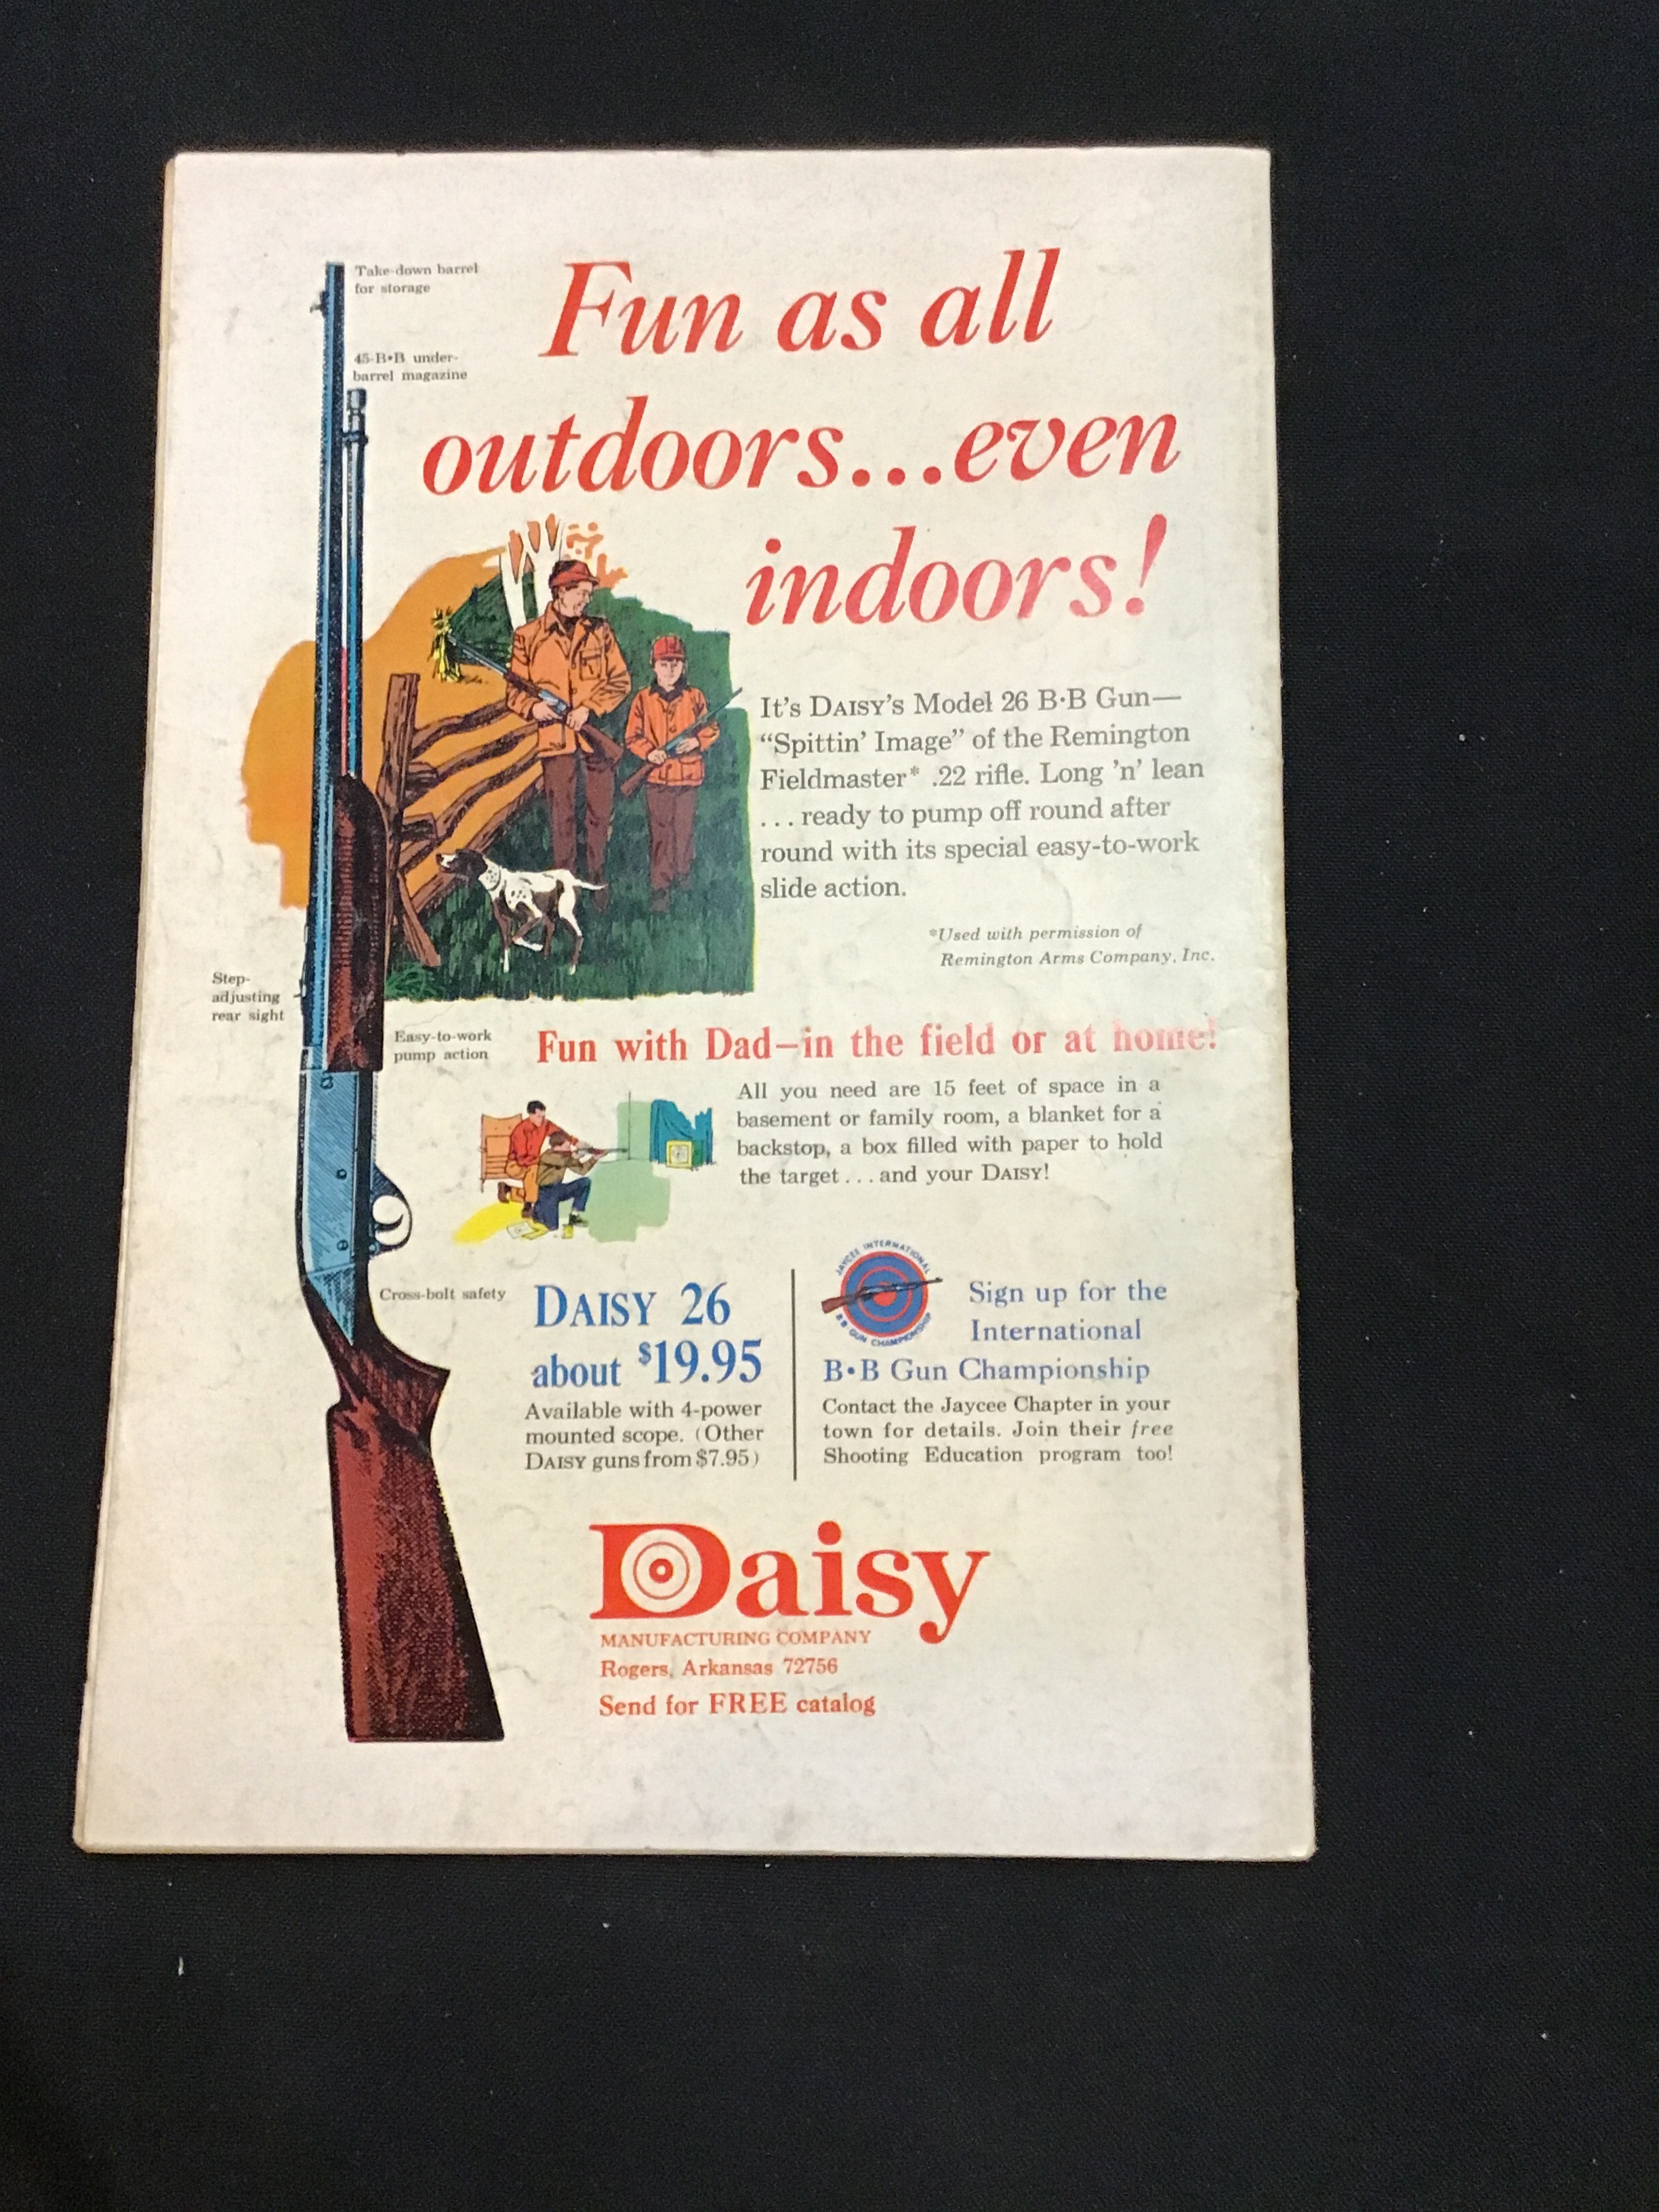 Take-down barrel
for storage
45-B•B under-
barrel magazine
Fun as all
outdoors...even
indoors!
It's DAISY's Model 26 B•B Gun—
“Spittin' Image” of the Remington
Fieldmaster* .22 rifle. Long 'n' lean
... ready to pump off round after
round with its special easy-to-work
slide action.
*Used with permission of
Remington Arms Company, Inc.
Step-
adjusting
rear sight
Easy-to-work
pump action
Fun with Dad—in the field or at home!
All you need are 15 feet of space in a
basement or family room, a blanket for a
backstop, a box filled with paper to hold
the target ... and your DAISY!
Cross-bolt safety
DAISY 26
about $19.95
Available with 4-power
mounted scope. (Other
DAISY guns from $7.95)
JAYCEE INTERNATIONAL
BB GUN CHAMPIONSHIP
Sign up for the
International
B•B Gun Championship
Contact the Jaycee Chapter in your
town for details. Join their free
Shooting Education program too!
Daisy
MANUFACTURING COMPANY
Rogers, Arkansas 72756
Send for FREE catalog